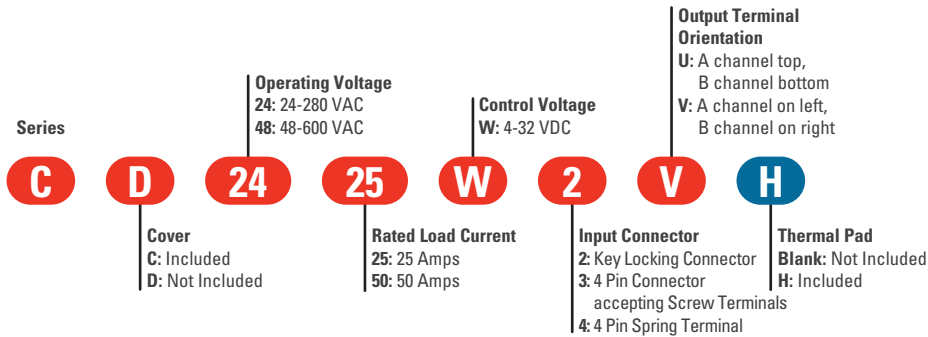 Output Terminal
Orientation
U: A channel top,
B channel bottom
V: A channel on left,
B channel on right
Operating Voltage
24: 24-280 VAC
48: 48-600 VAC
Control Voltage
W: 4-32 VDC
Series
C D 24 25 W 2 V H
Cover
C: Included
D: Not Included
Rated Load Current
25: 25 Amps
50: 50 Amps
Input Connector
2: Key Locking Connector
3: 4 Pin Connector
accepting Screw Terminals
4: 4 Pin Spring Terminal
Thermal Pad
Blank: Not Included
H: Included